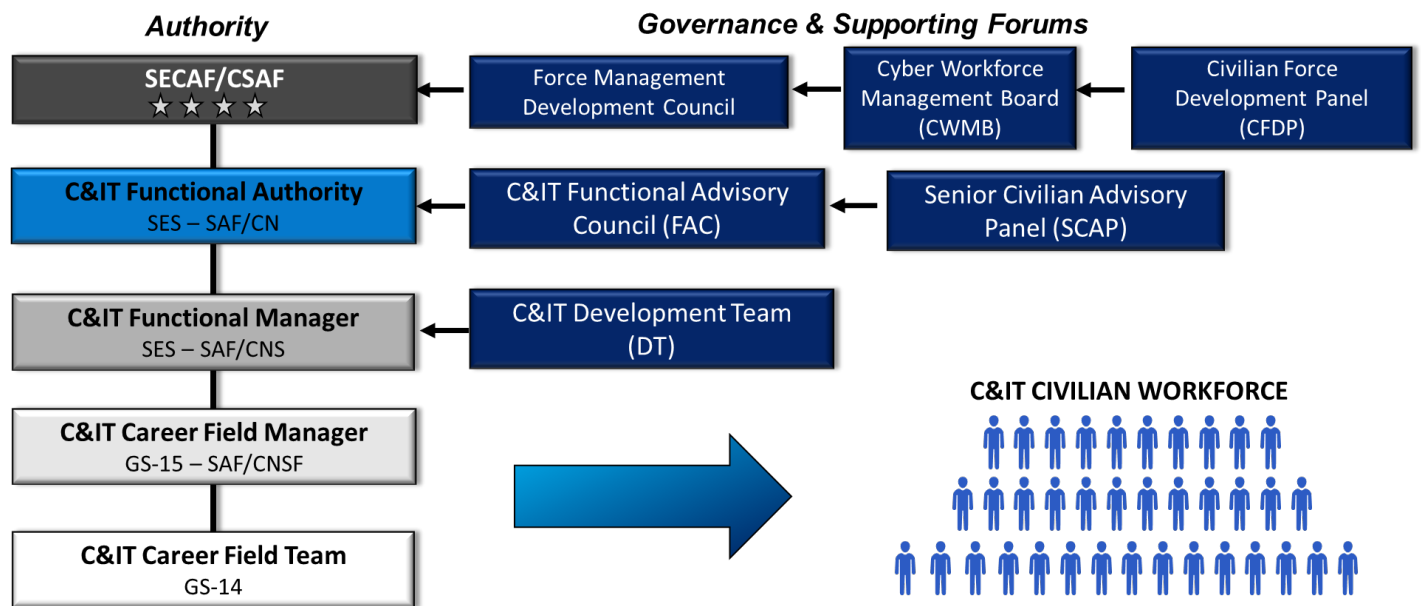 Authority
Governance & Supporting Forums
SECAF/CSAF
Force Management
Development Council
Cyber Workforce
Management Board
(CWMB)
Civilian Force
Development Panel
(CFDP)
C&IT Functional Authority
SES – SAF/CN
C&IT Functional Advisory
Council (FAC)
Senior Civilian Advisory
Panel (SCAP)
C&IT Functional Manager
SES – SAF/CNS
C&IT Development Team
(DT)
C&IT Career Field Manager
GS-15 – SAF/CNSF
C&IT CIVILIAN WORKFORCE
C&IT Career Field Team
GS-14